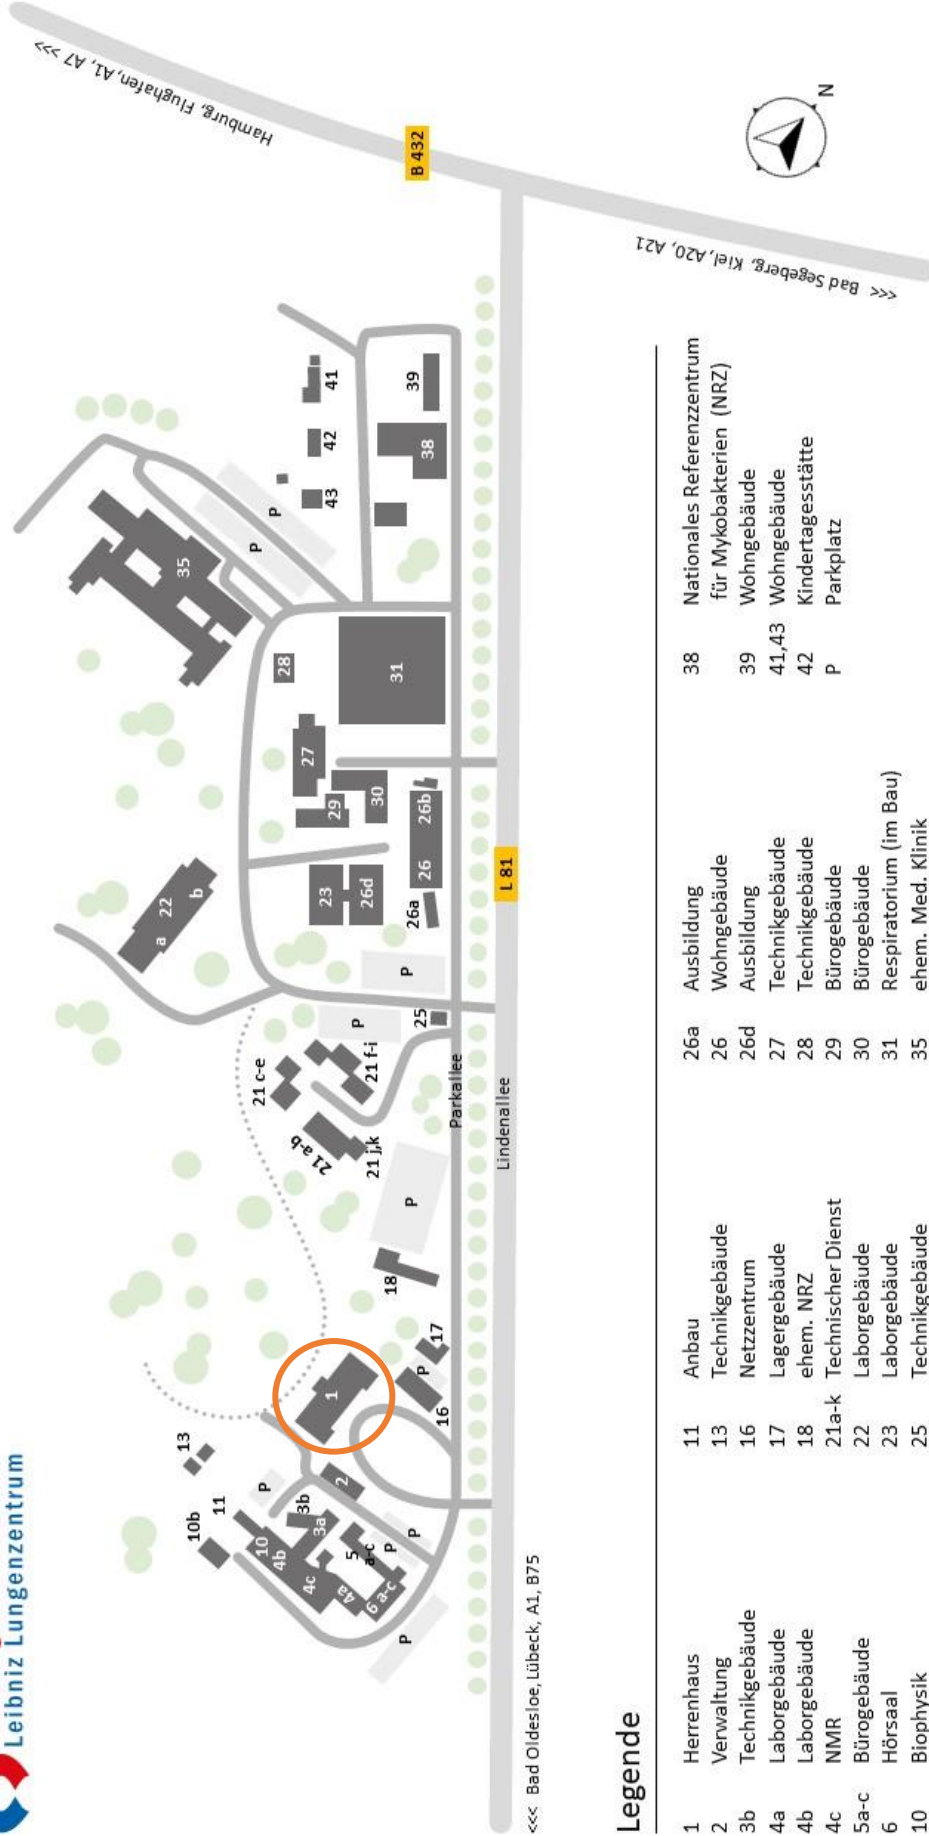 Leibniz Lungenzentrum
<<< Hamburg, Flughafen, A1, A7 >>>
B 432
N
<<< Bad Segeberg, Kiel, A20, A21 >>>
10b
11
13
10
4b
4c
4a
3b
3a
2
P
5
a-c
6
a-c
P
P
P
1
16
P
17
18
P
21 a-b
21 c-e
21 f-i
21 j,k
P
25
P
22
a
b
23
26d
26a
26
26b
29
30
27
28
31
35
P
P
43
42
41
38
39
Parkallee
Lindenallee
L 81
<<< Bad Oldesloe, Lübeck, A1, B75
Legende
1 Herrenhaus
2 Verwaltung
3b Technikgebäude
4a Laborgebäude
4b Laborgebäude
4c NMR
5a-c Bürogebäude
6 Hörsaal
10 Biophysik
11 Anbau
13 Technikgebäude
16 Netzzentrum
17 Lagergebäude
18 ehem. NRZ
21a-k Technischer Dienst
22 Laborgebäude
23 Laborgebäude
25 Technikgebäude
26a Ausbildung
26 Wohngebäude
26d Ausbildung
27 Technikgebäude
28 Technikgebäude
29 Bürogebäude
30 Bürogebäude
31 Respiratorium (im Bau)
35 ehem. Med. Klinik
38 Nationales Referenzzentrum
für Mykobakterien (NRZ)
39 Wohngebäude
41,43 Wohngebäude
42 Kindertagesstätte
P Parkplatz